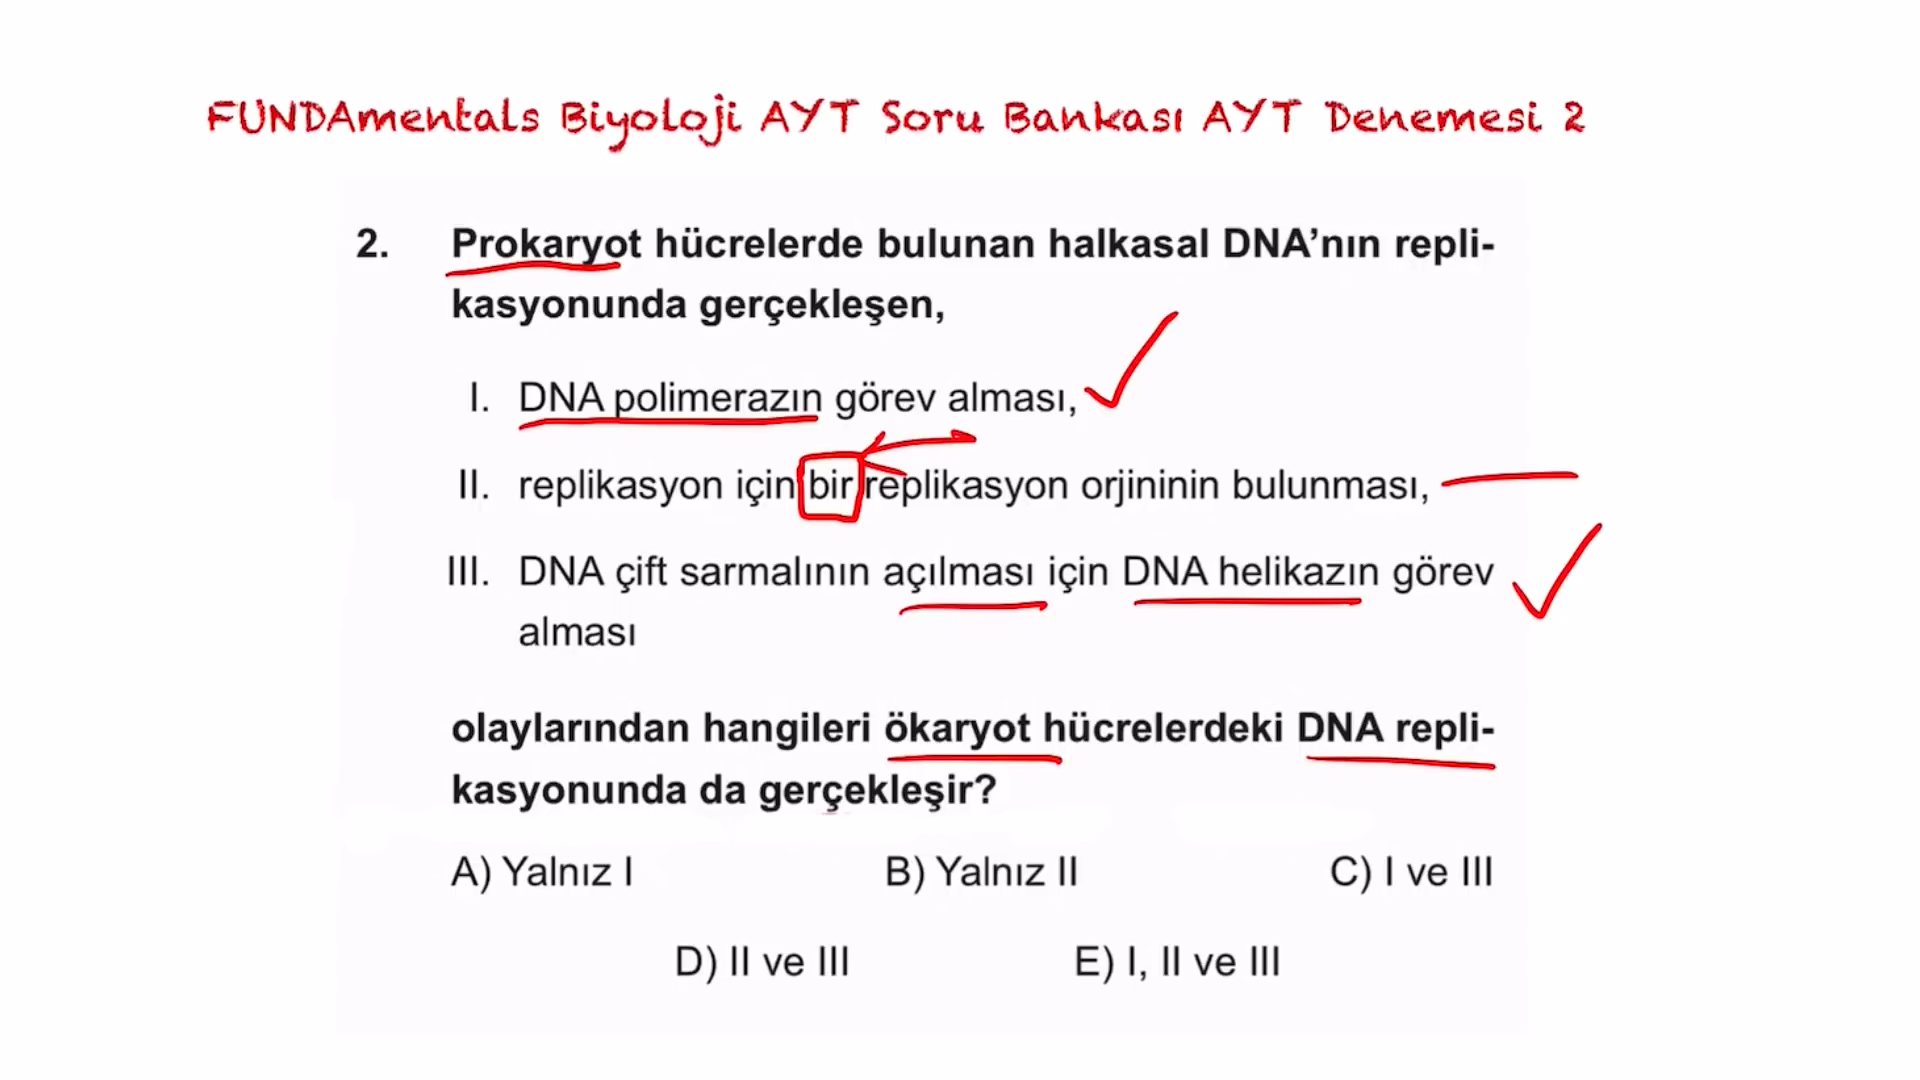 FUNDAmentals Biyoloji AYT Soru Bankası AYT Denemesi 2
2. Prokaryot hücrelerde bulunan halkasal DNA’nın repli-
kasyonunda gerçekleşen,
I. DNA polimerazın görev alması,
II. replikasyon için bir replikasyon orjininin bulunması,
III. DNA çift sarmalının açılması için DNA helikazın görev
alması
olaylarından hangileri ökaryot hücrelerdeki DNA repli-
kasyonunda da gerçekleşir?
A) Yalnız I B) Yalnız II C) I ve III
D) II ve III E) I, II ve III